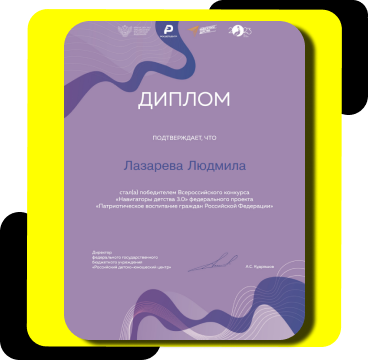 ДИПЛОМ
ПОДТВЕРЖДАЕТ, ЧТО
Лазарева Людмила
стал(а) победителем Всероссийского конкурса
«Навигаторы детства 3.0» федерального проекта
«Патриотическое воспитание граждан Российской Федерации»
Директор
федерального государственного
бюджетного учреждения
«Российский детско-юношеский центр»